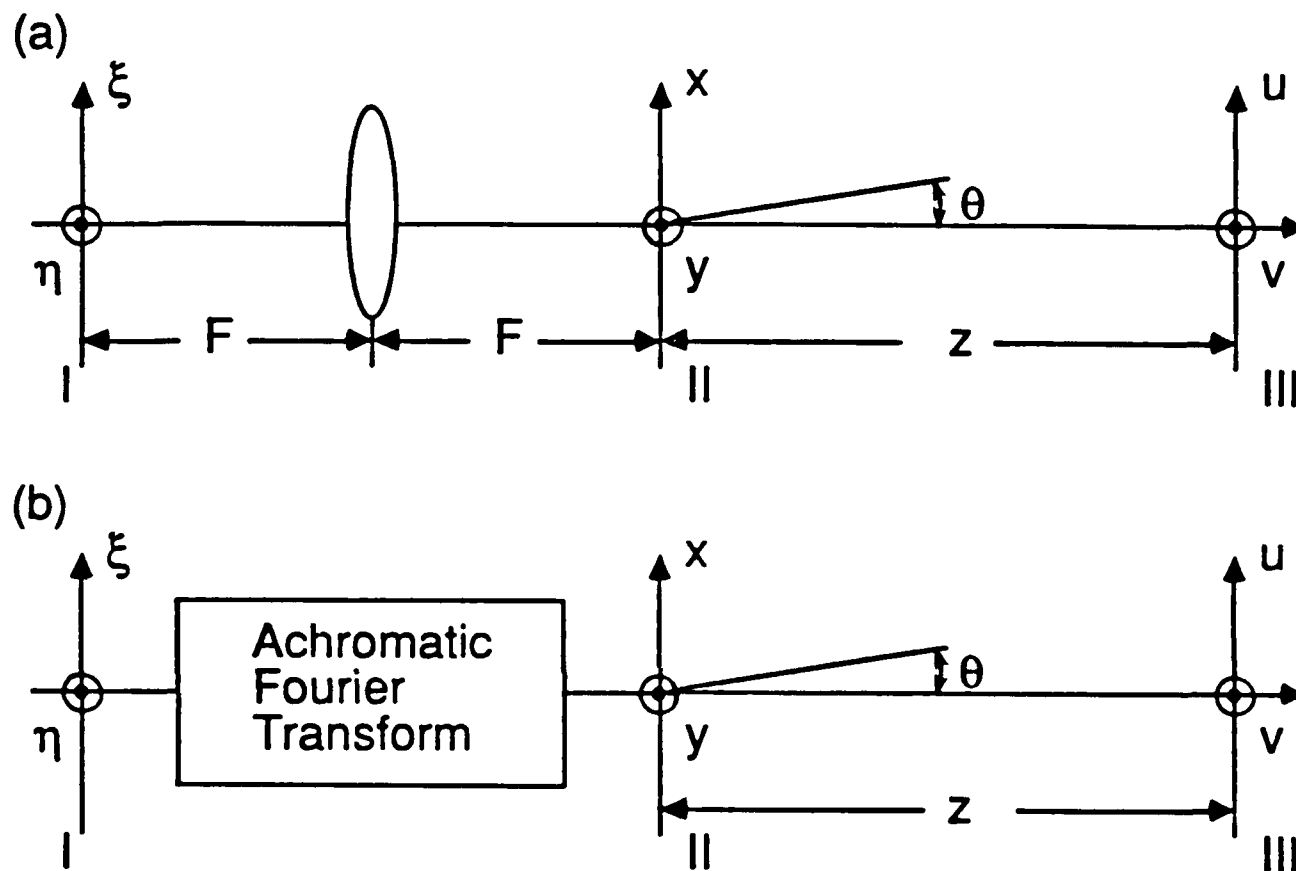 (a)
ξ x u
θ
η y v
F F z
I II III
(b)
ξ x u
Achromatic
Fourier
Transform
θ
η y v
z
I II III